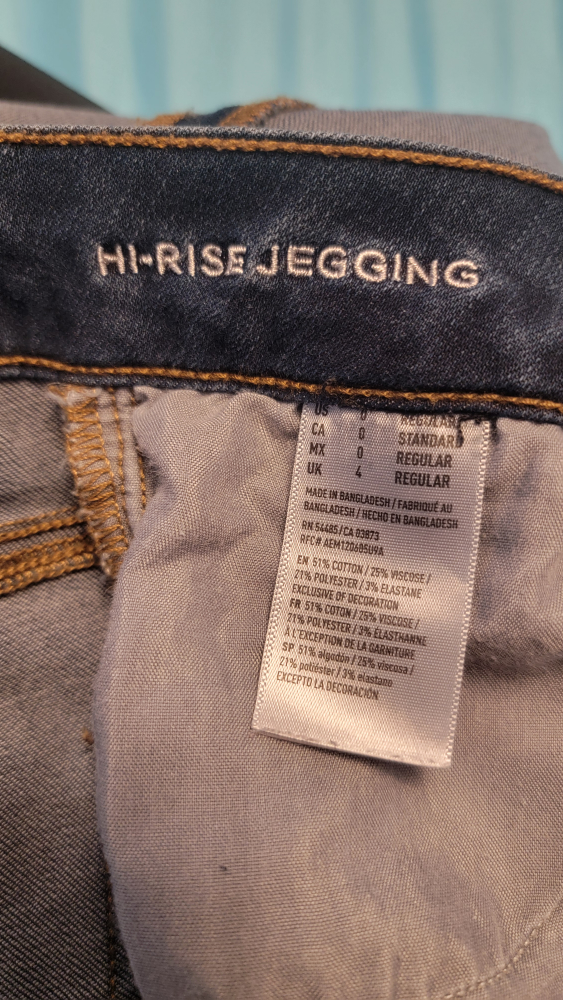 HI-RISE JEGGING
US 0 REGULAR
CA 0 STANDARD
MX 0 REGULAR
UK 4 REGULAR
MADE IN BANGLADESH / FABRIQUÉ AU
BANGLADESH / HECHO EN BANGLADESH
RN 54485/CA 03873
RFC# AEM120605U9A
EN 51% COTTON / 25% VISCOSE /
21% POLYESTER / 3% ELASTANE
EXCLUSIVE OF DECORATION
FR 51% COTON / 25% VISCOSE /
21% POLYESTER / 3% ÉLASTHANNE
À L'EXCEPTION DE LA GARNITURE
SP 51% algodón / 25% viscosa /
21% poliéster / 3% elastano
EXCEPTO LA DECORACIÓN